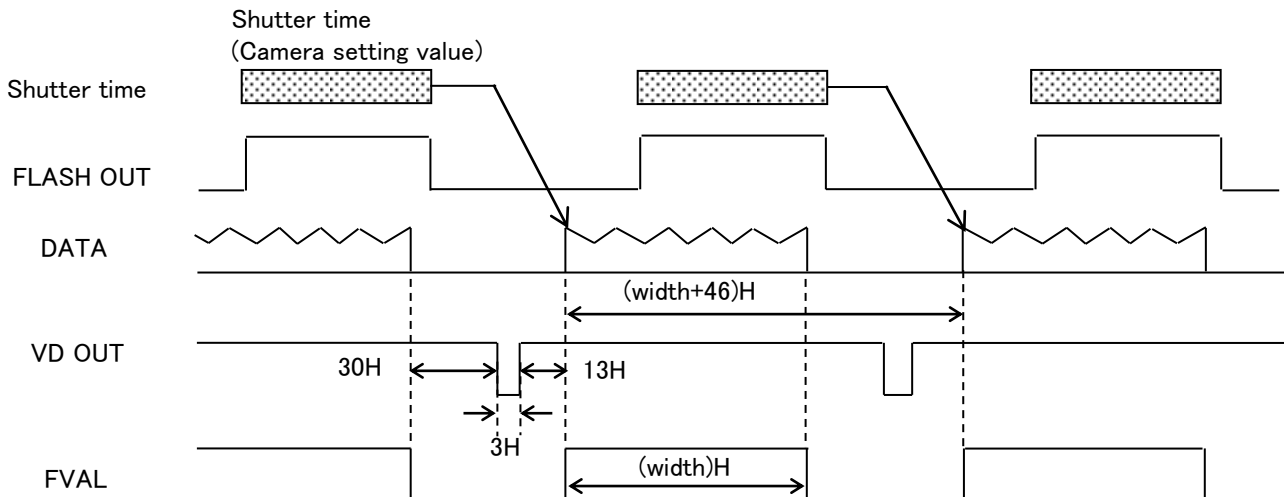 Shutter time
(Camera setting value)
Shutter time
FLASH OUT
DATA
(width+46)H
VD OUT
30H
13H
3H
(width)H
FVAL